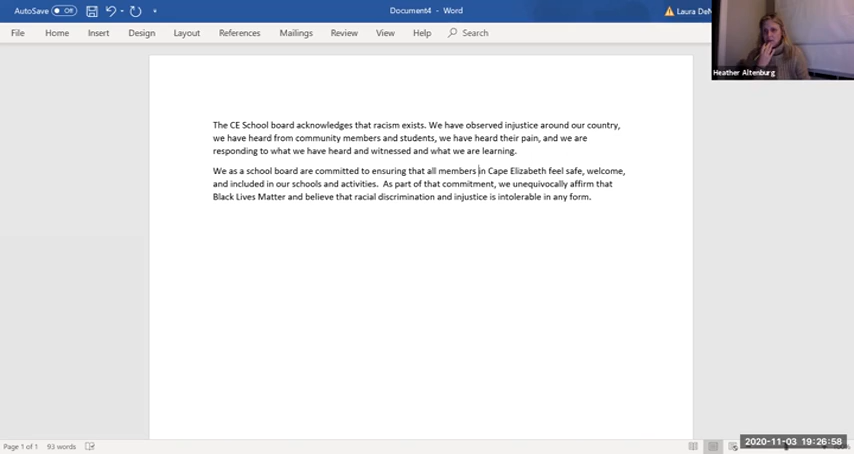 AutoSave Off Document4 - Word Laura DeN
File Home Insert Design Layout References Mailings Review View Help Search
Heather Altenburg
The CE School board acknowledges that racism exists. We have observed injustice around our country,
we have heard from community members and students, we have heard their pain, and we are
responding to what we have heard and witnessed and what we are learning.
We as a school board are committed to ensuring that all members in Cape Elizabeth feel safe, welcome,
and included in our schools and activities.  As part of that commitment, we unequivocally affirm that
Black Lives Matter and believe that racial discrimination and injustice is intolerable in any form.
Page 1 of 1 93 words
2020-11-03 19:26:58